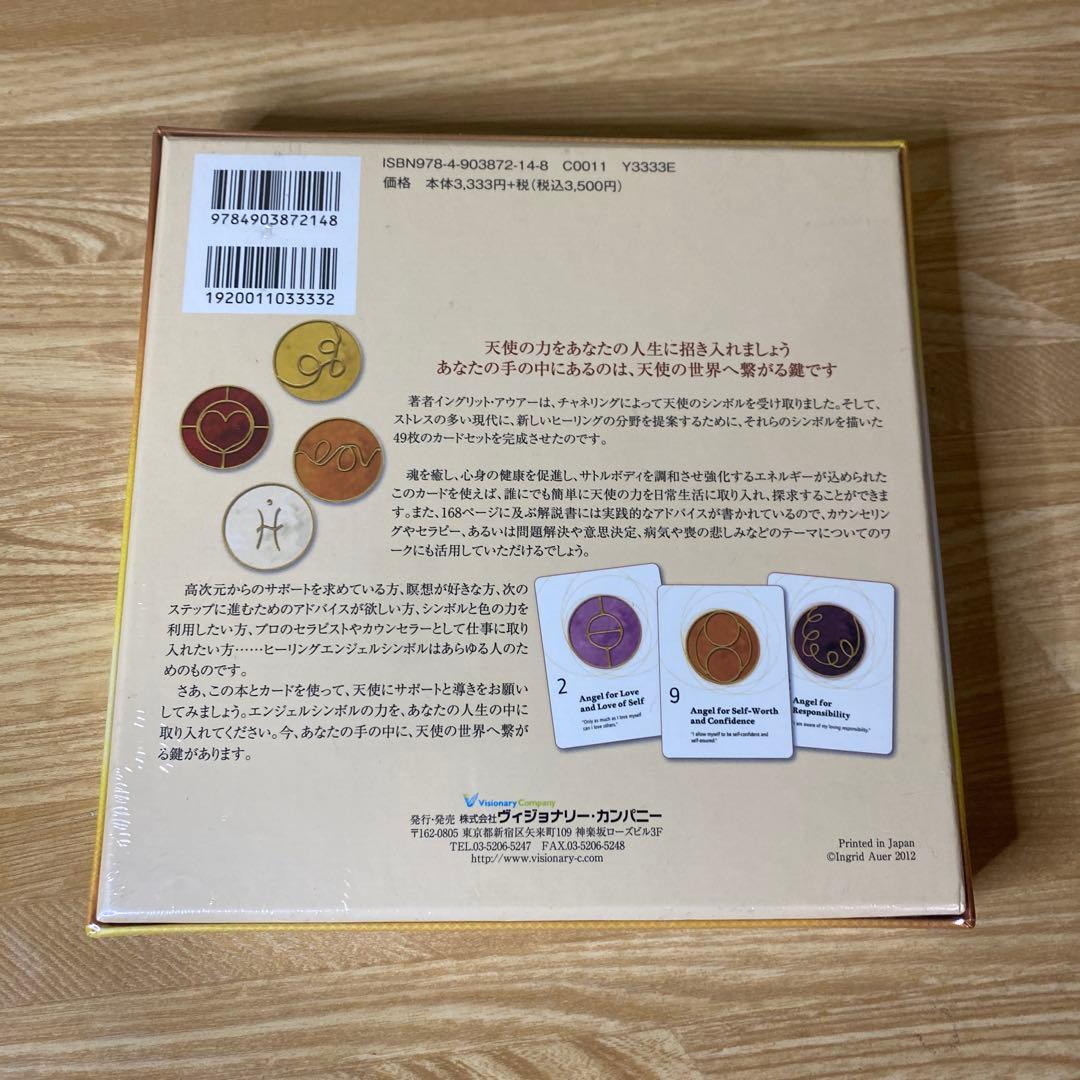 ISBN978-4-903872-14-8 C0011 Y3333E
価格 本体3,333円+税(税込3,500円)
9784903872148
1920011033332
天使の力をあなたの人生に招き入れましょう
あなたの手の中にあるのは、天使の世界へ繋がる鍵です
著者イングリット・アウアーは、チャネリングによって天使のシンボルを受け取りました。そして、
ストレスの多い現代に、新しいヒーリングの分野を提案するために、それらのシンボルを描いた
49枚のカードセットを完成させたのです。
魂を癒し、心身の健康を促進し、サトルボディを調和させ強化するエネルギーが込められた
このカードを使えば、誰にでも簡単に天使の力を日常生活に取り入れ、探求することができま
す。また、168ページに及ぶ解説書には実践的なアドバイスが書かれているので、カウンセリン
グやセラピー、あるいは問題解決や意思決定、病気や喪の悲しみなどのテーマについてのワ
ークにも活用していただけるでしょう。
高次元からのサポートを求めている方、瞑想が好きな方、次の
ステップに進むためのアドバイスが欲しい方、シンボルと色の力を
利用したい方、プロのセラピストやカウンセラーとして仕事に取り
入れたい方……ヒーリングエンジェルシンボルはあらゆる人のた
めのものです。
さあ、この本とカードを使って、天使にサポートと導きをお願い
してみましょう。エンジェルシンボルの力を、あなたの人生の中に
取り入れてください。今、あなたの手の中に、天使の世界へ繋が
る鍵があります。
2
Angel for Love
and Love of Self
"Only as much as I love myself
can I love others."
9
Angel for Self-Worth
and Confidence
"I allow myself to be self-confident and
self-assured."
Angel for
Responsibility
I am aware of my loving responsibility."
Visionary Company
発行・発売 株式会社ヴィジョナリー・カンパニー
〒162-0805 東京都新宿区矢来町109 神楽坂ローズビル3F
TEL.03-5206-5247 FAX.03-5206-5248
http://www.visionary-c.com
Printed in Japan
©Ingrid Auer 2012